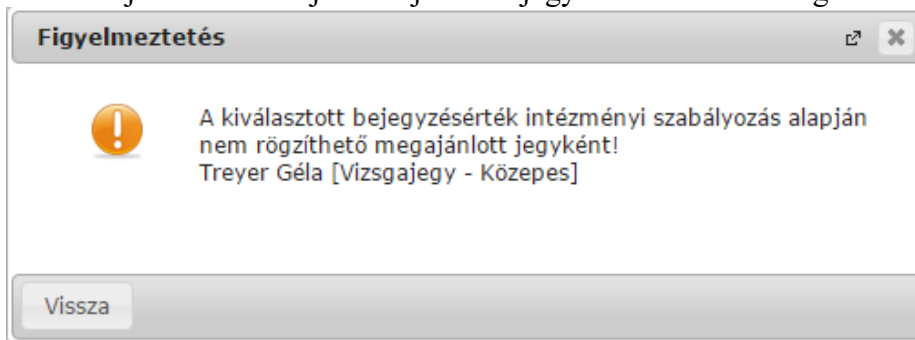 Figyelmeztetés
A kiválasztott bejegyzésérték intézményi szabályozás alapján
nem rögzíthető megajánlott jegyként!
Treyer Géla [Vizsgajegy - Közepes]
Vissza